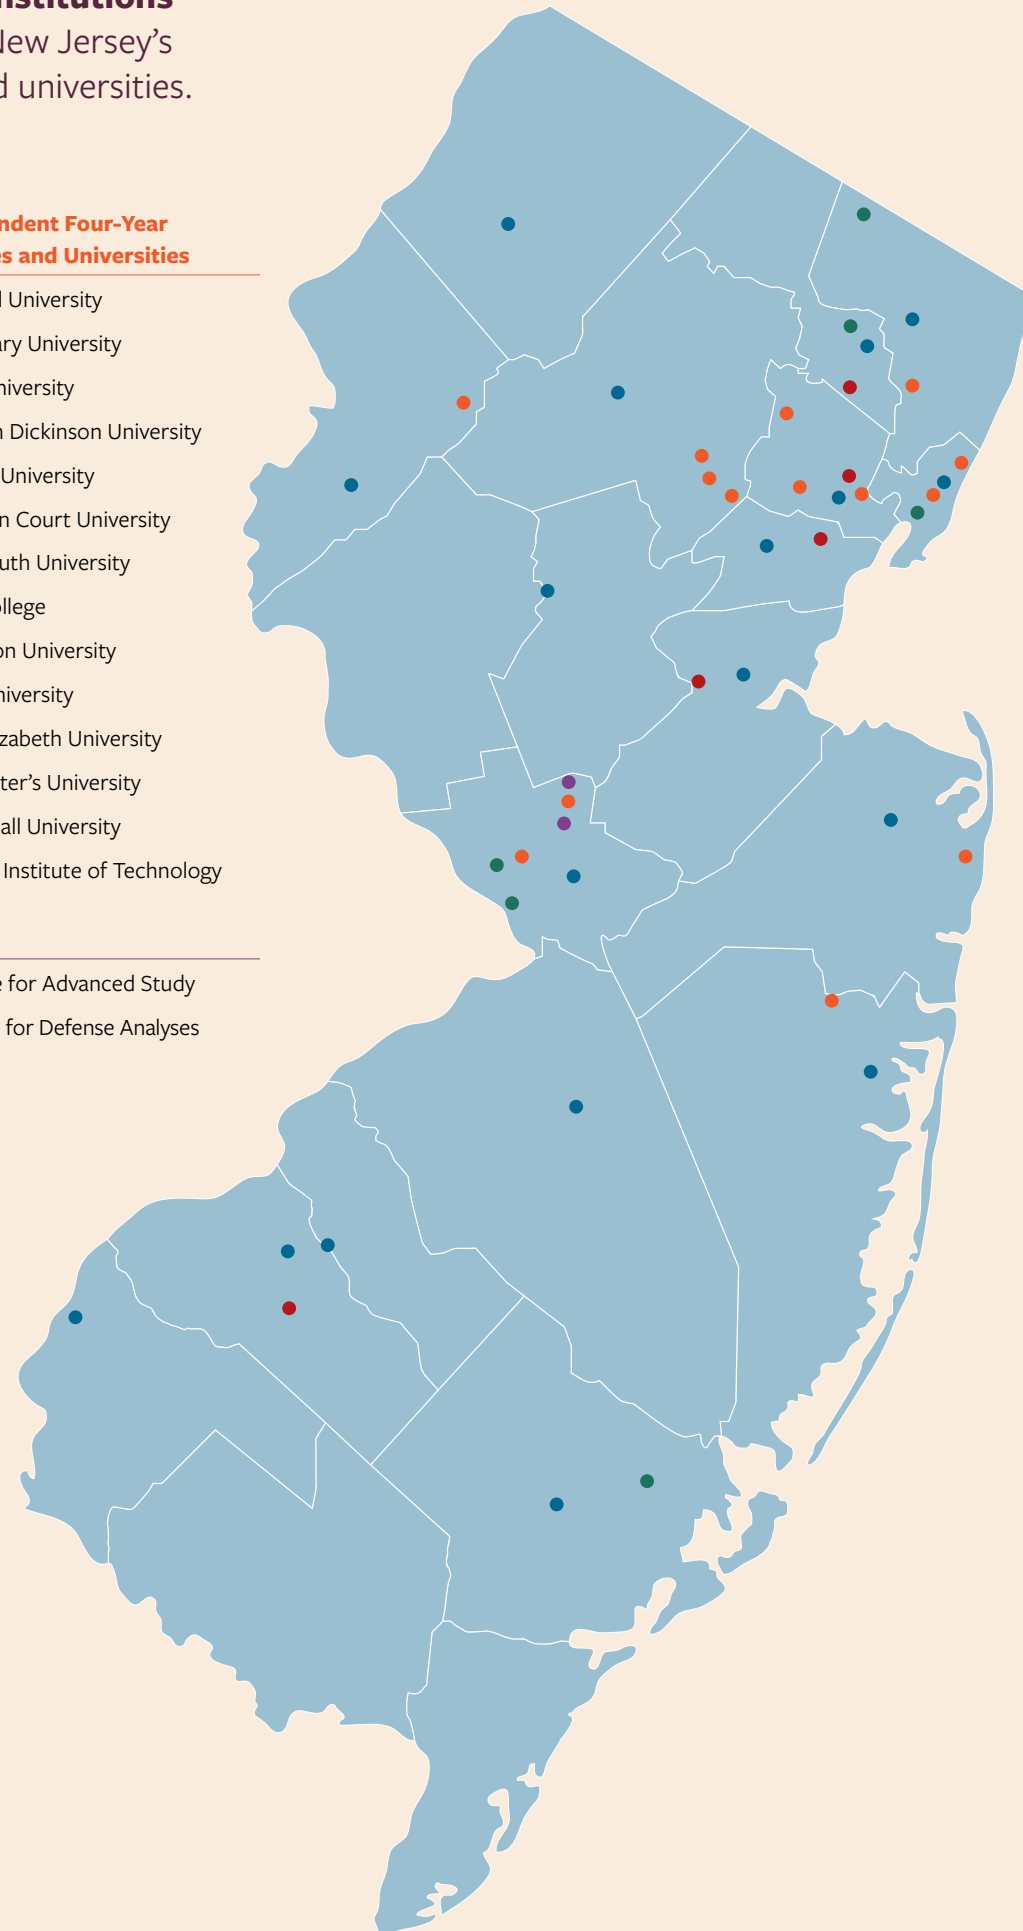 nstitutions
New Jersey's
d universities.
ndent Four-Year
es and Universities
l University
ary University
niversity
n Dickinson University
University
n Court University
uth University
ollege
on University
niversity
zabeth University
ter's University
all University
Institute of Technology
e for Advanced Study
for Defense Analyses